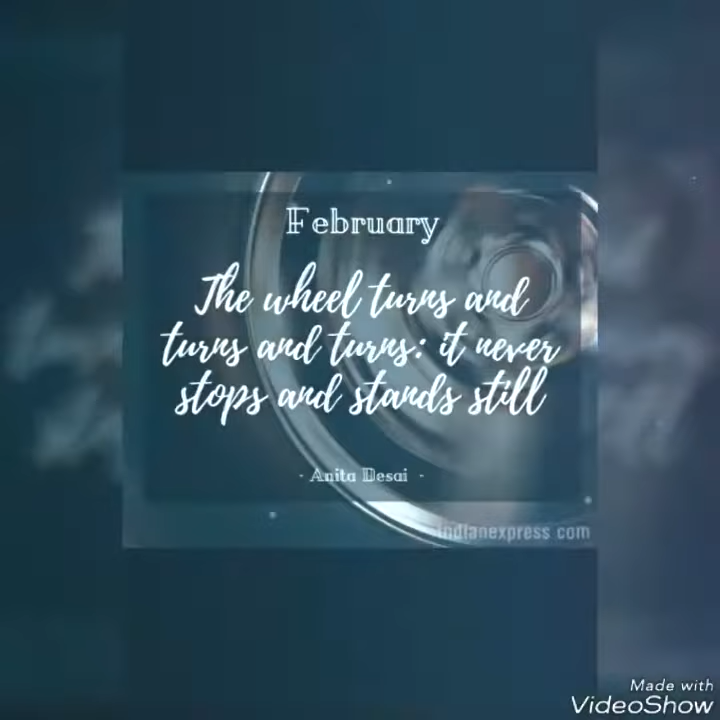 February
The wheel turns and
turns and turns: it never
stops and stands still
- Anita Desai -
indianexpress.com
Made with
VideoShow